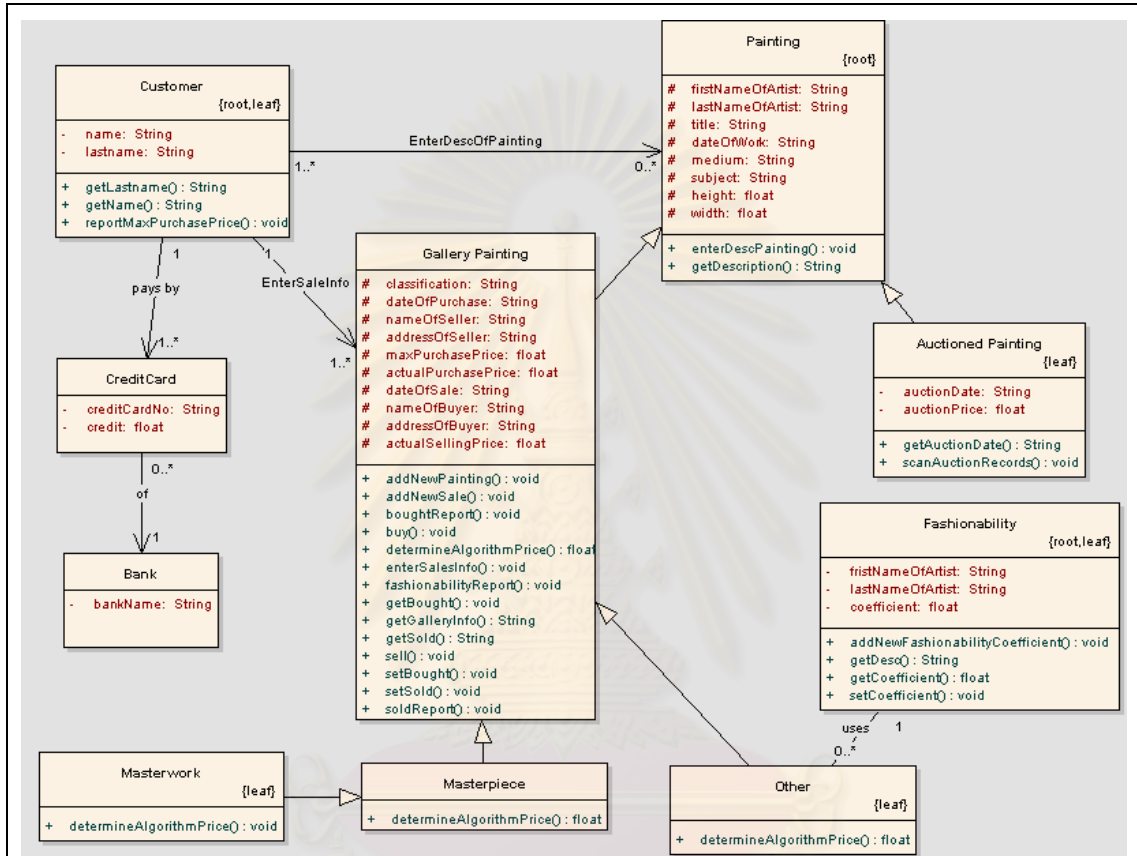 Painting
{root}
# firstNameOfArtist: String
# lastNameOfArtist: String
# title: String
# dateOfWork: String
# medium: String
# subject: String
# height: float
# width: float
+ enterDescPainting() : void
+ getDescription() : String
Customer
{root,leaf}
- name: String
- lastname: String
+ getLastname() : String
+ getName() : String
+ reportMaxPurchasePrice() : void
EnterDescOfPainting
1..*
0..*
1
pays by
1..*
1
EnterSaleInfo
1..*
Gallery Painting
# classification: String
# dateOfPurchase: String
# nameOfSeller: String
# addressOfSeller: String
# maxPurchasePrice: float
# actualPurchasePrice: float
# dateOfSale: String
# nameOfBuyer: String
# addressOfBuyer: String
# actualSellingPrice: float
+ addNewPainting() : void
+ addNewSale() : void
+ boughtReport() : void
+ buy() : void
+ determineAlgorithmPrice() : float
+ enterSalesInfo() : void
+ fashionabilityReport() : void
+ getBought() : void
+ getGalleryInfo() : String
+ getSold() : String
+ sell() : void
+ setBought() : void
+ setSold() : void
+ soldReport() : void
Auctioned Painting
{leaf}
- auctionDate: String
- auctionPrice: float
+ getAuctionDate() : String
+ scanAuctionRecords() : void
CreditCard
- creditCardNo: String
- credit: float
0..*
of
1
Bank
- bankName: String
Fashionability
{root,leaf}
- fristNameOfArtist: String
- lastNameOfArtist: String
- coefficient: float
+ addNewFashionabilityCoefficient() : void
+ getDesc() : String
+ getCoefficient() : float
+ setCoefficient() : void
uses
1
0..*
Masterwork
{leaf}
+ determineAlgorithmPrice() : void
Masterpiece
+ determineAlgorithmPrice() : float
Other
{leaf}
+ determineAlgorithmPrice() : float